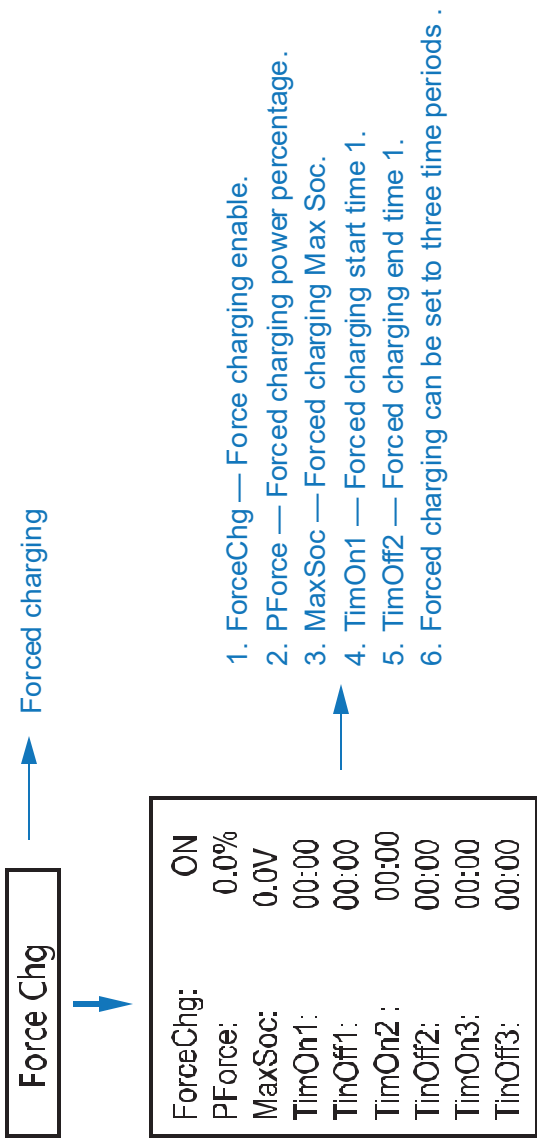 Force Chg
Forced charging
ForceChg: ON
PForce: 0.0%
MaxSoc: 0.0V
TimOn1: 00:00
TinOff1: 00:00
TimOn2 : 00:00
TinOff2: 00:00
TimOn3: 00:00
TinOff3: 00:00
1. ForceChg — Force charging enable.
2. PForce — Forced charging power percentage.
3. MaxSoc — Forced charging Max Soc.
4. TimOn1 — Forced charging start time 1.
5. TimOff2 — Forced charging end time 1.
6. Forced charging can be set to three time periods .